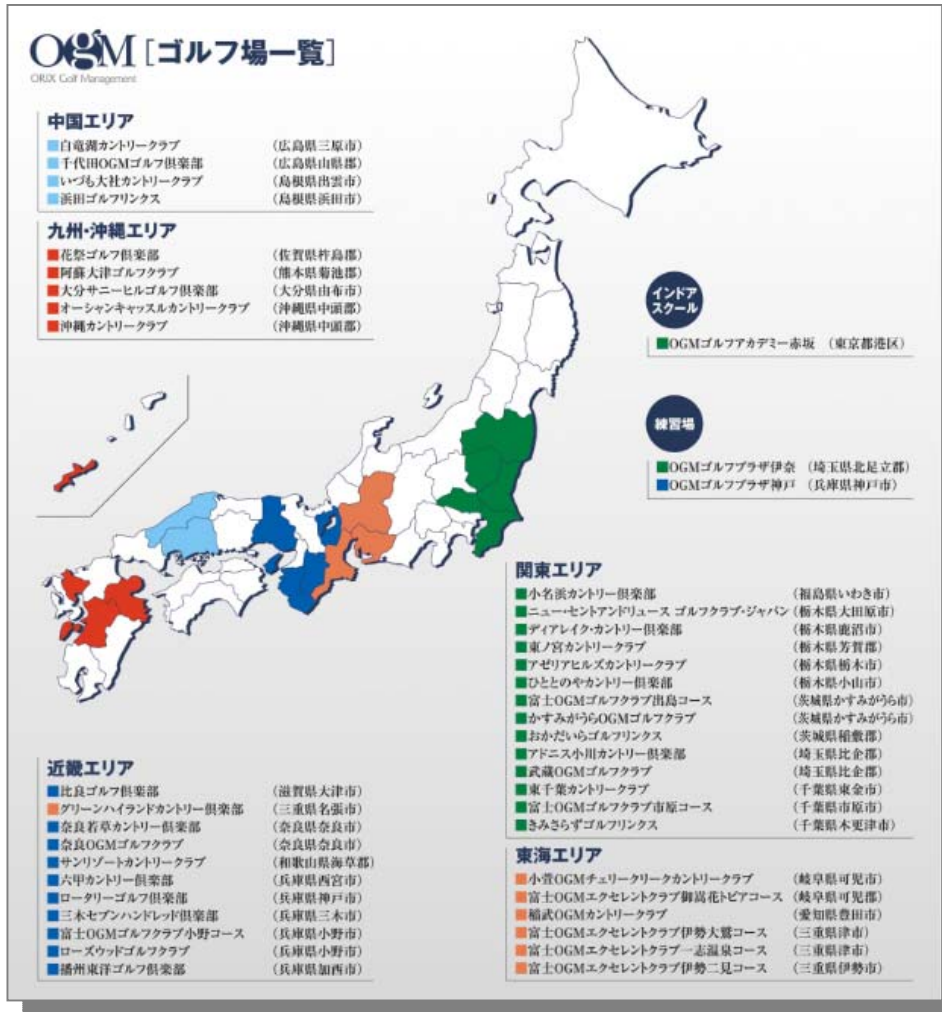 OGM[ゴルフ場一覧]
ORIX Golf Management
中国エリア
■白竜湖カントリークラブ (広島県三原市)
■千代田OGMゴルフ倶楽部 (広島県山県郡)
■いづも大社カントリークラブ (島根県出雲市)
■浜田ゴルフリンクス (島根県浜田市)
九州・沖縄エリア
■花祭ゴルフ倶楽部 (佐賀県杵島郡)
■阿蘇大津ゴルフクラブ (熊本県菊池郡)
■大分サニーヒルゴルフ倶楽部 (大分県由布市)
■オーシャンキャッスルカントリークラブ (沖縄県中頭郡)
■沖縄カントリークラブ (沖縄県中頭郡)
インドア
スクール
■OGMゴルフアカデミー赤坂 (東京都港区)
練習場
■OGMゴルフプラザ伊奈 (埼玉県北足立郡)
■OGMゴルフプラザ神戸 (兵庫県神戸市)
関東エリア
■小名浜カントリー倶楽部 (福島県いわき市)
■ニュー・セントアンドリュース ゴルフクラブ・ジャパン (栃木県大田原市)
■ディアレイク・カントリー倶楽部 (栃木県鹿沼市)
■東ノ宮カントリークラブ (栃木県芳賀郡)
■アゼリアヒルズカントリークラブ (栃木県栃木市)
■ひととのやカントリー倶楽部 (栃木県小山市)
■富士OGMゴルフクラブ出島コース (茨城県かすみがうら市)
■かすみがうらOGMゴルフクラブ (茨城県かすみがうら市)
■おかだいらゴルフリンクス (茨城県稲敷郡)
■アドニス小川カントリー倶楽部 (埼玉県比企郡)
■武蔵OGMゴルフクラブ (埼玉県比企郡)
■東千葉カントリークラブ (千葉県東金市)
■富士OGMゴルフクラブ市原コース (千葉県市原市)
■きみさらずゴルフリンクス (千葉県木更津市)
近畿エリア
■比良ゴルフ倶楽部 (滋賀県大津市)
■グリーンハイランドカントリー倶楽部 (三重県名張市)
■奈良若草カントリー倶楽部 (奈良県奈良市)
■奈良OGMゴルフクラブ (奈良県奈良市)
■サンリゾートカントリークラブ (和歌山県海草郡)
■六甲カントリー倶楽部 (兵庫県西宮市)
■ロータリーゴルフ倶楽部 (兵庫県神戸市)
■三木セブンハンドレッド倶楽部 (兵庫県三木市)
■富士OGMゴルフクラブ小野コース (兵庫県小野市)
■ローズウッドゴルフクラブ (兵庫県小野市)
■播州東洋ゴルフ倶楽部 (兵庫県加西市)
東海エリア
■小萱OGMチェリークリークカントリークラブ (岐阜県可児市)
■富士OGMエクセレントクラブ御嵩花トピアコース (岐阜県可児郡)
■稲武OGMカントリークラブ (愛知県豊田市)
■富士OGMエクセレントクラブ伊勢大鷲コース (三重県津市)
■富士OGMエクセレントクラブ一志温泉コース (三重県津市)
■富士OGMエクセレントクラブ伊勢二見コース (三重県伊勢市)